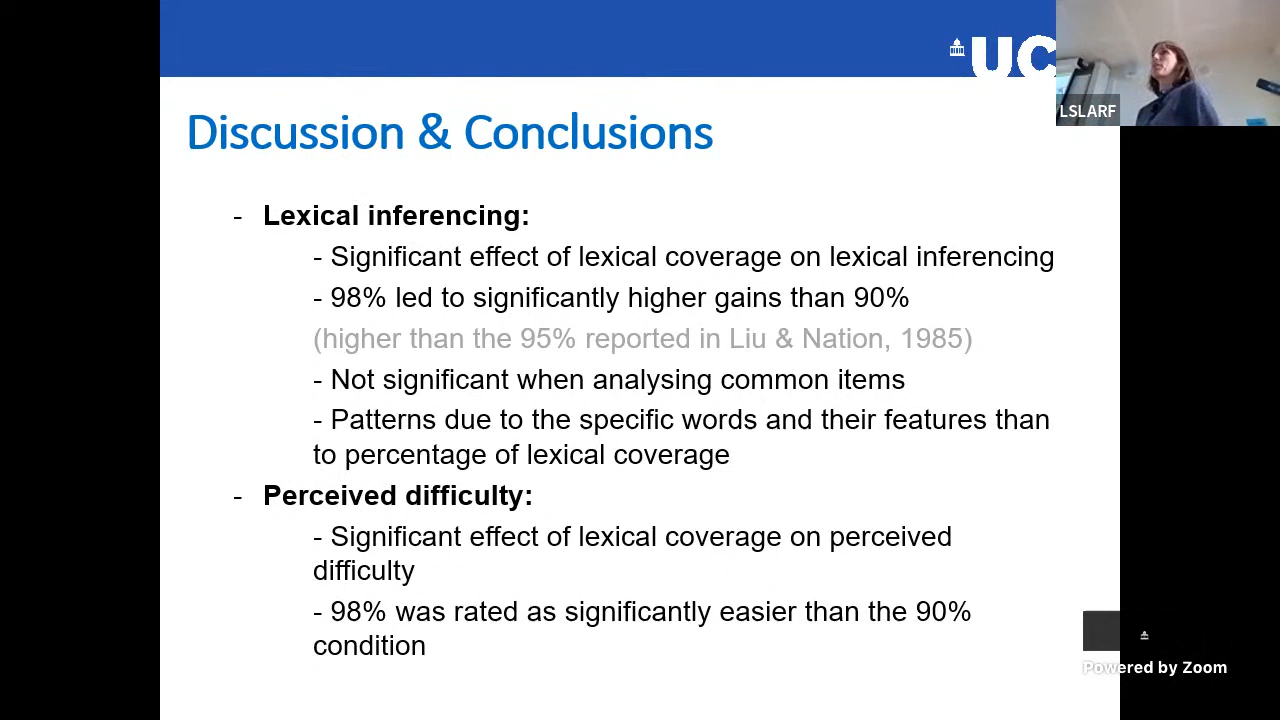 UC
LSLARF
Discussion & Conclusions
- Lexical inferencing:
- Significant effect of lexical coverage on lexical inferencing
- 98% led to significantly higher gains than 90%
(higher than the 95% reported in Liu & Nation, 1985)
- Not significant when analysing common items
- Patterns due to the specific words and their features than
to percentage of lexical coverage
- Perceived difficulty:
- Significant effect of lexical coverage on perceived
difficulty
- 98% was rated as significantly easier than the 90%
condition
Powered by Zoom